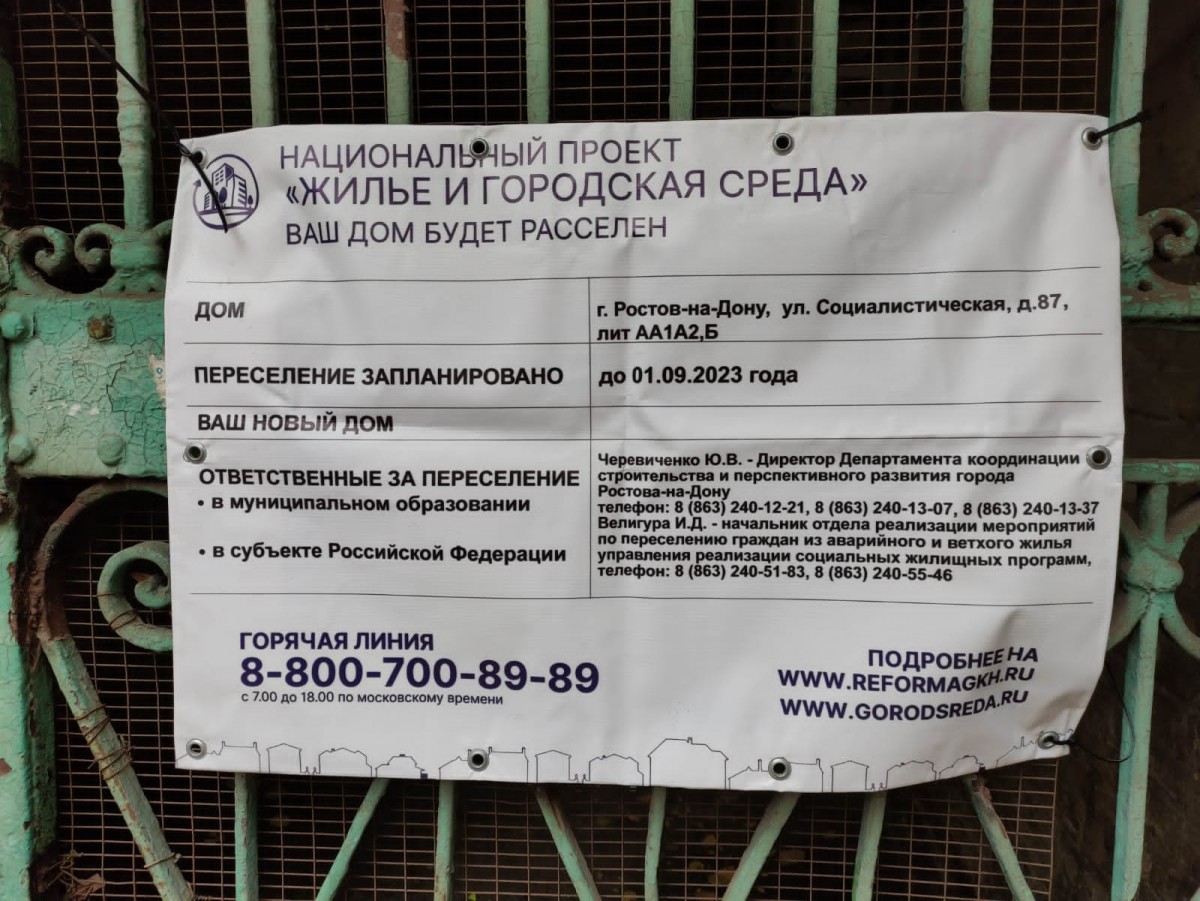 НАЦИОНАЛЬНЫЙ ПРОЕКТ
«ЖИЛЬЕ И ГОРОДСКАЯ СРЕДА»
ВАШ ДОМ БУДЕТ РАССЕЛЕН
ДОМ
г. Ростов-на-Дону, ул. Социалистическая, д.87,
лит АА1А2,Б
ПЕРЕСЕЛЕНИЕ ЗАПЛАНИРОВАНО
до 01.09.2023 года
ВАШ НОВЫЙ ДОМ
ОТВЕТСТВЕННЫЕ ЗА ПЕРЕСЕЛЕНИЕ
• в муниципальном образовании
• в субъекте Российской Федерации
Черевиченко Ю.В. - Директор Департамента координации
строительства и перспективного развития города
Ростова-на-Дону
телефон: 8 (863) 240-12-21, 8 (863) 240-13-07, 8 (863) 240-13-37
Велигура И.Д. - начальник отдела реализации мероприятий
по переселению граждан из аварийного и ветхого жилья
управления реализации социальных жилищных программ,
телефон: 8 (863) 240-51-83, 8 (863) 240-55-46
ГОРЯЧАЯ ЛИНИЯ
8-800-700-89-89
с 7.00 до 18.00 по московскому времени
ПОДРОБНЕЕ НА
WWW.REFORMAGKH.RU
WWW.GORODSREDA.RU